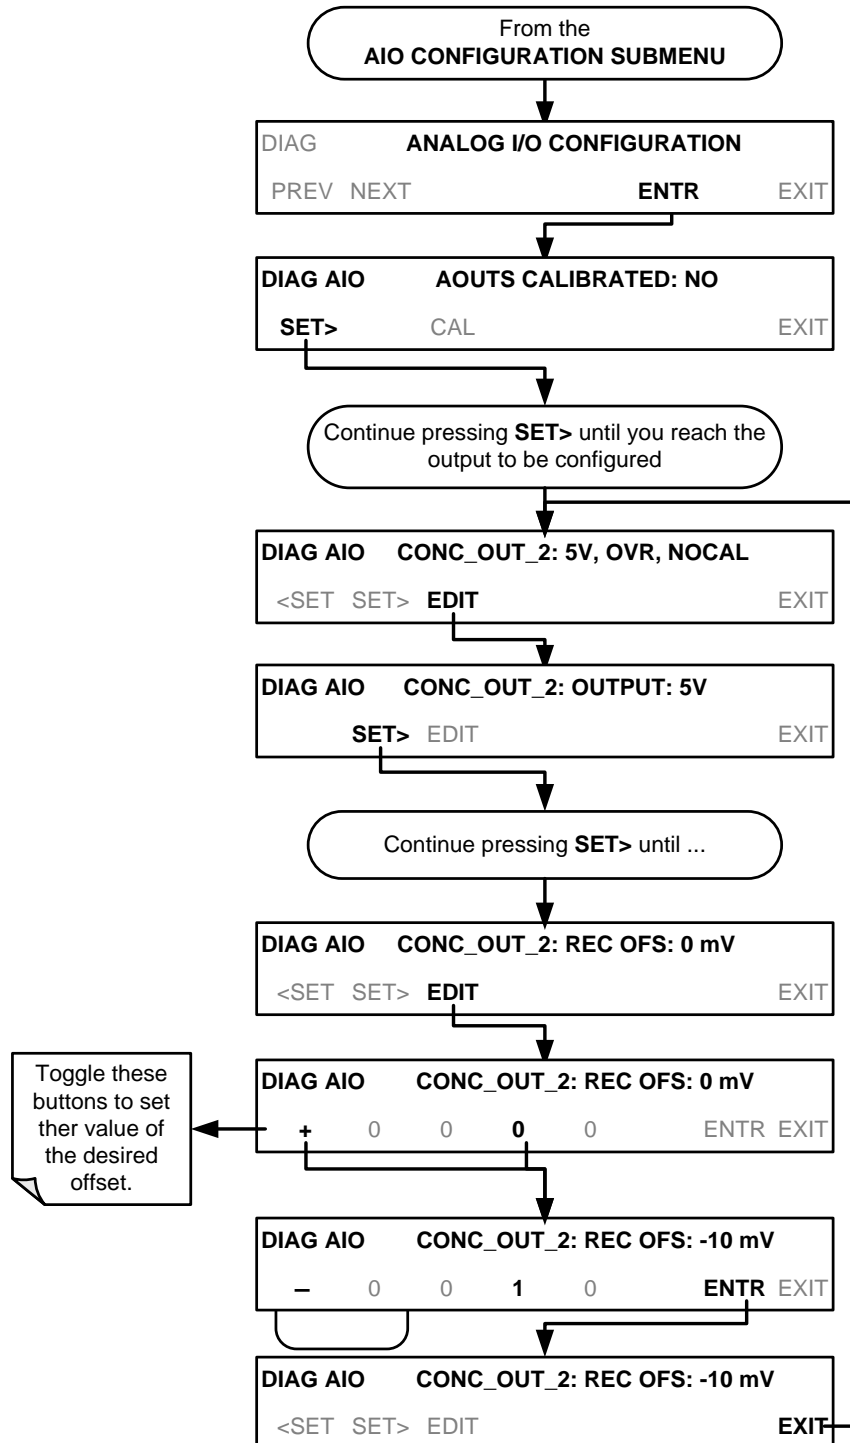 From the
AIO CONFIGURATION SUBMENU
DIAG ANALOG I/O CONFIGURATION
PREV NEXT ENTR EXIT
DIAG AIO AOUTS CALIBRATED: NO
SET> CAL EXIT
Continue pressing SET> until you reach the
output to be configured
DIAG AIO CONC_OUT_2: 5V, OVR, NOCAL
<SET SET> EDIT EXIT
DIAG AIO CONC_OUT_2: OUTPUT: 5V
SET> EDIT EXIT
Continue pressing SET> until ...
DIAG AIO CONC_OUT_2: REC OFS: 0 mV
<SET SET> EDIT EXIT
Toggle these
buttons to set
ther value of
the desired
offset.
DIAG AIO CONC_OUT_2: REC OFS: 0 mV
+ 0 0 0 0 ENTR EXIT
DIAG AIO CONC_OUT_2: REC OFS: -10 mV
– 0 0 1 0 ENTR EXIT
DIAG AIO CONC_OUT_2: REC OFS: -10 mV
<SET SET> EDIT EXIT